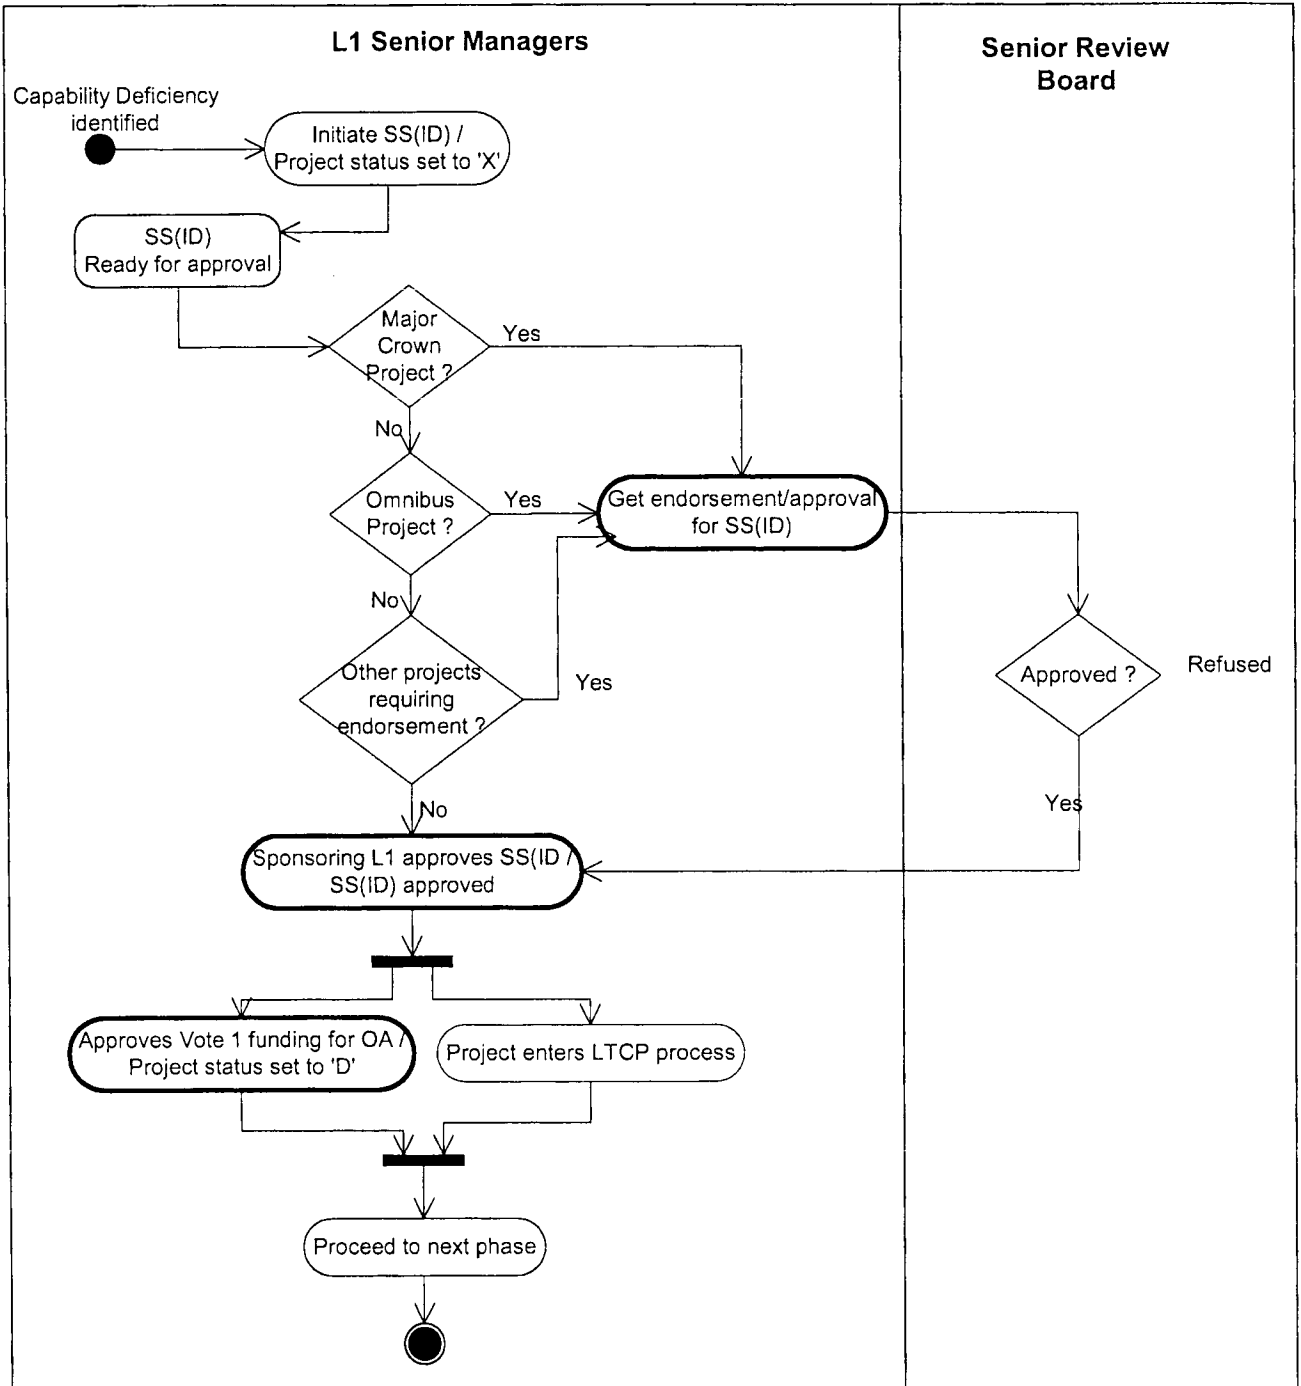 L1 Senior Managers
Senior Review
Board
Capability Deficiency
identified
Initiate SS(ID) /
Project status set to 'X'
SS(ID)
Ready for approval
Major
Crown
Project ?
Yes
No
Omnibus
Project ?
Yes
Get endorsement/approval
for SS(ID)
No
Other projects
requiring
endorsement ?
Yes
Approved ?
Refused
Yes
No
Sponsoring L1 approves SS(ID /
SS(ID) approved
Approves Vote 1 funding for OA /
Project status set to 'D'
Project enters LTCP process
Proceed to next phase